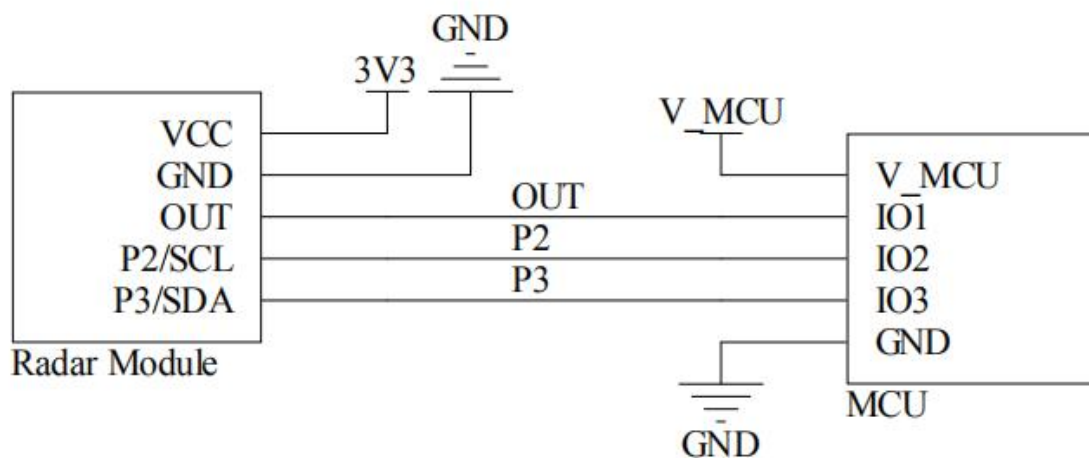 GND
3V3
VCC
GND
OUT
P2/SCL
P3/SDA
Radar Module
OUT
P2
P3
V_MCU
V_MCU
IO1
IO2
IO3
GND
MCU
GND